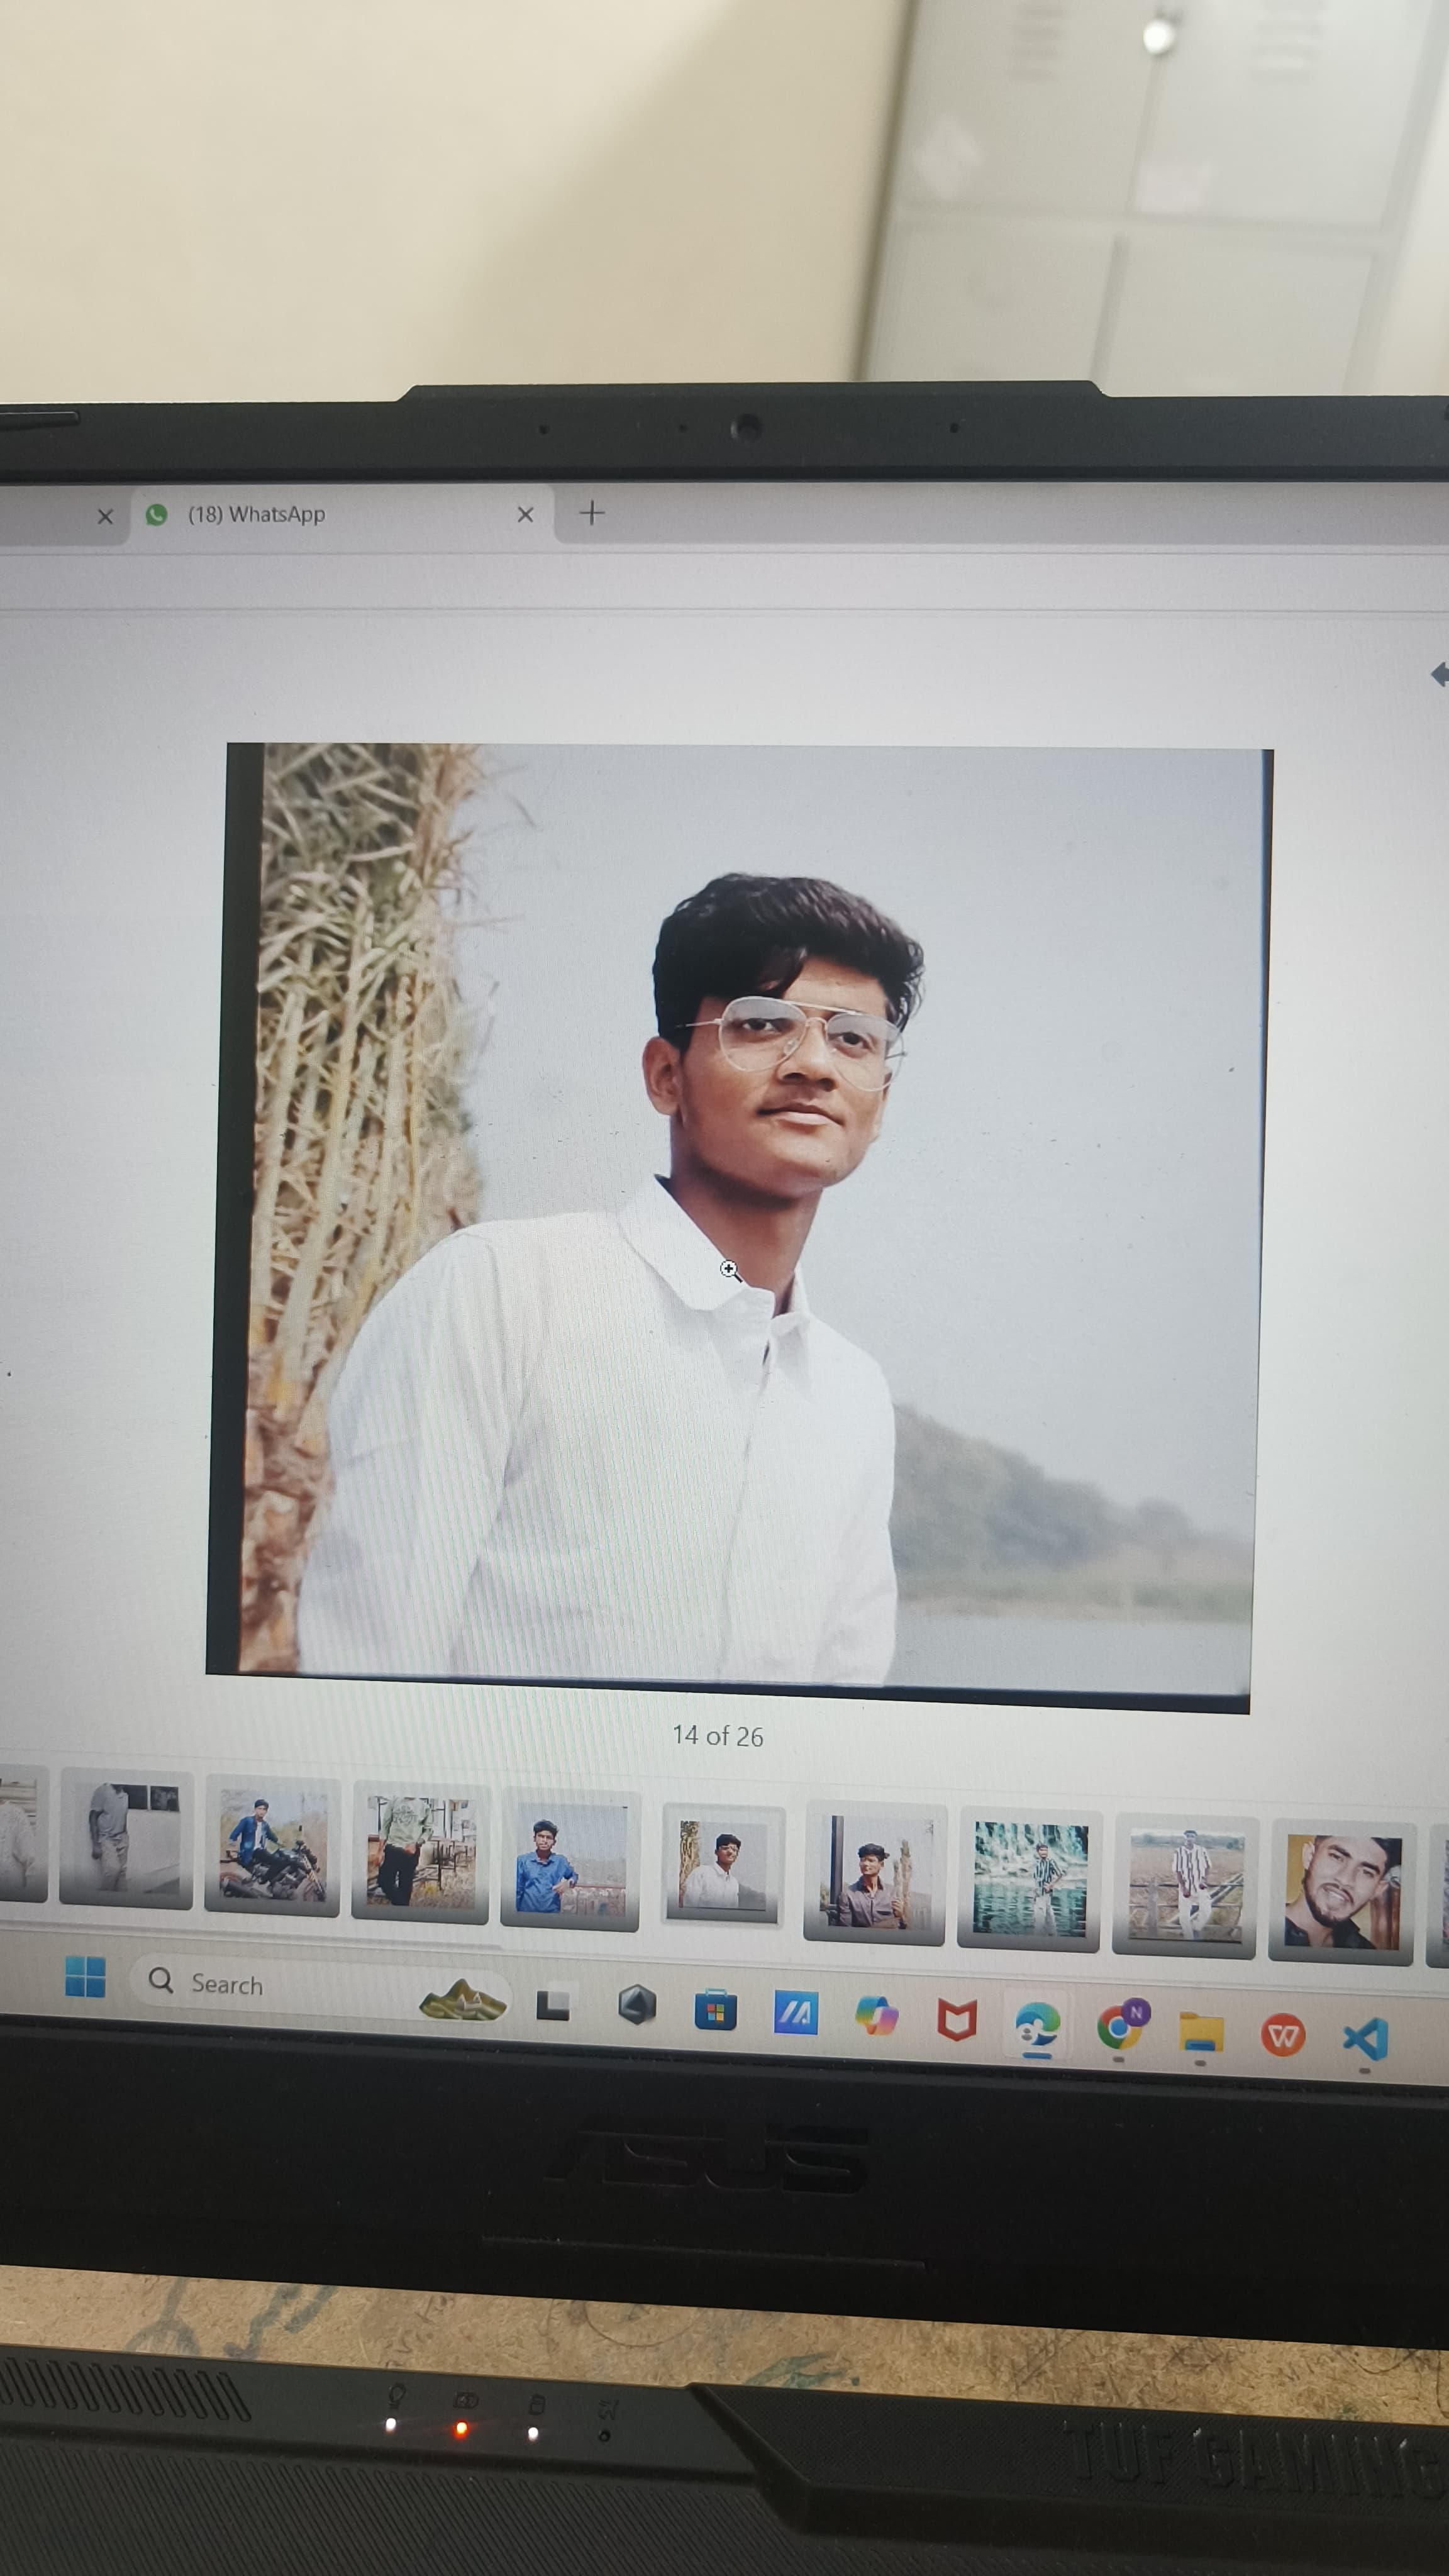 (18) WhatsApp
14 of 26
Search
N
ASUS
TUF GAMING